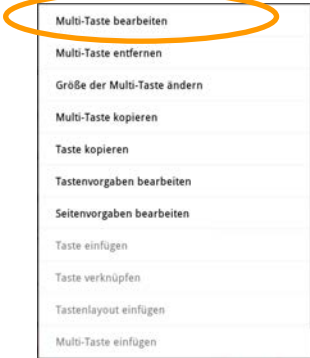 Multi-Taste bearbeiten
Multi-Taste entfernen
Größe der Multi-Taste ändern
Multi-Taste kopieren
Taste kopieren
Tastenvorgaben bearbeiten
Seitenvorgaben bearbeiten
Taste einfügen
Taste verknüpfen
Tastenlayout einfügen
Multi-Taste einfügen